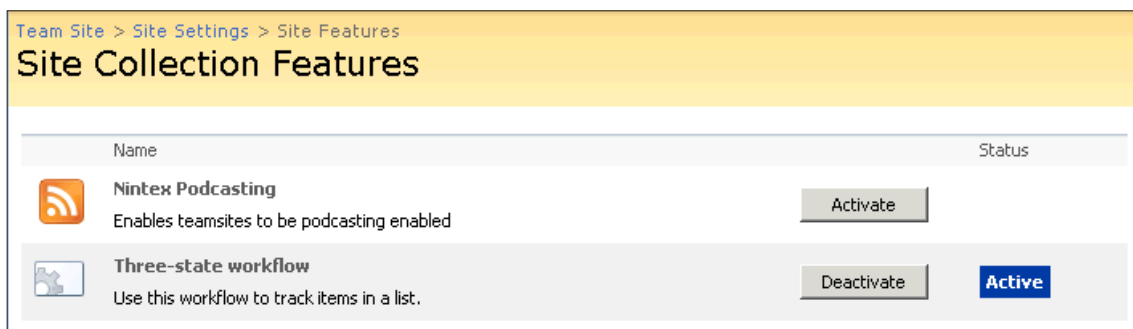 Team Site > Site Settings > Site Features
Site Collection Features
Name Status
Nintex Podcasting
Enables teamsites to be podcasting enabled
Activate
Three-state workflow
Use this workflow to track items in a list.
Deactivate
Active